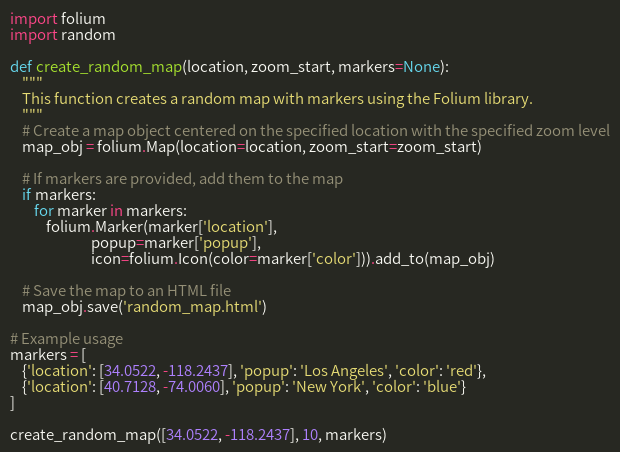 import folium
import random

def create_random_map(location, zoom_start, markers=None):
    """
    This function creates a random map with markers using the Folium library.
    """
    # Create a map object centered on the specified location with the specified zoom level
    map_obj = folium.Map(location=location, zoom_start=zoom_start)

    # If markers are provided, add them to the map
    if markers:
        for marker in markers:
            folium.Marker(marker['location'],
                          popup=marker['popup'],
                          icon=folium.Icon(color=marker['color'])).add_to(map_obj)

    # Save the map to an HTML file
    map_obj.save('random_map.html')

# Example usage
markers = [
    {'location': [34.0522, -118.2437], 'popup': 'Los Angeles', 'color': 'red'},
    {'location': [40.7128, -74.0060], 'popup': 'New York', 'color': 'blue'}
]

create_random_map([34.0522, -118.2437], 10, markers)